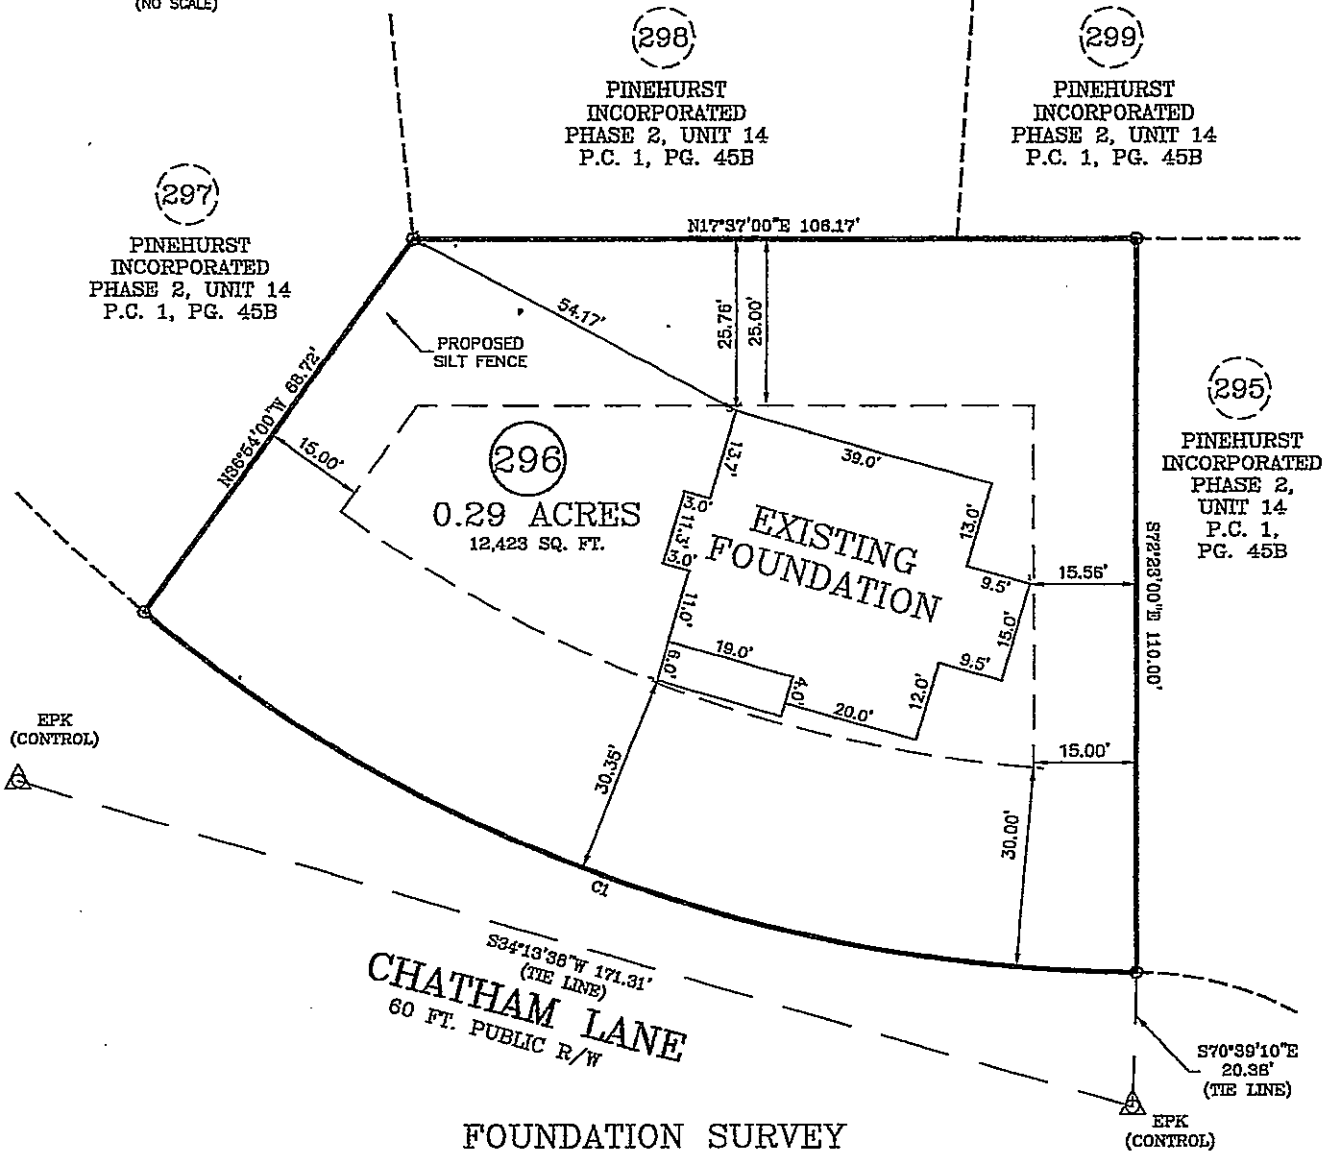 (NO SCALE)
298
PINEHURST
INCORPORATED
PHASE 2, UNIT 14
P.C. 1, PG. 45B
299
PINEHURST
INCORPORATED
PHASE 2, UNIT 14
P.C. 1, PG. 45B
297
PINEHURST
INCORPORATED
PHASE 2, UNIT 14
P.C. 1, PG. 45B
N17°37'00"E 106.17'
54.17'
25.76'
25.00'
PROPOSED
SILT FENCE
N36°54'00"W 68.72'
15.00'
296
0.29 ACRES
12,423 SQ. FT.
295
PINEHURST
INCORPORATED
PHASE 2,
UNIT 14
P.C. 1,
PG. 45B
13.7'
39.0'
3.0'
11.3'
3.0'
11.0'
EXISTING
FOUNDATION
13.0'
9.5'
15.56'
S72°23'00"E 110.00'
15.0'
9.5'
19.0'
6.0'
4.0'
20.0'
12.0'
15.00'
30.35'
30.00'
C1
EPK
(CONTROL)
S34°13'38"W 171.31'
(TIE LINE)
CHATHAM LANE
60 FT. PUBLIC R/W
S70°39'10"E
20.38'
(TIE LINE)
EPK
(CONTROL)
FOUNDATION SURVEY